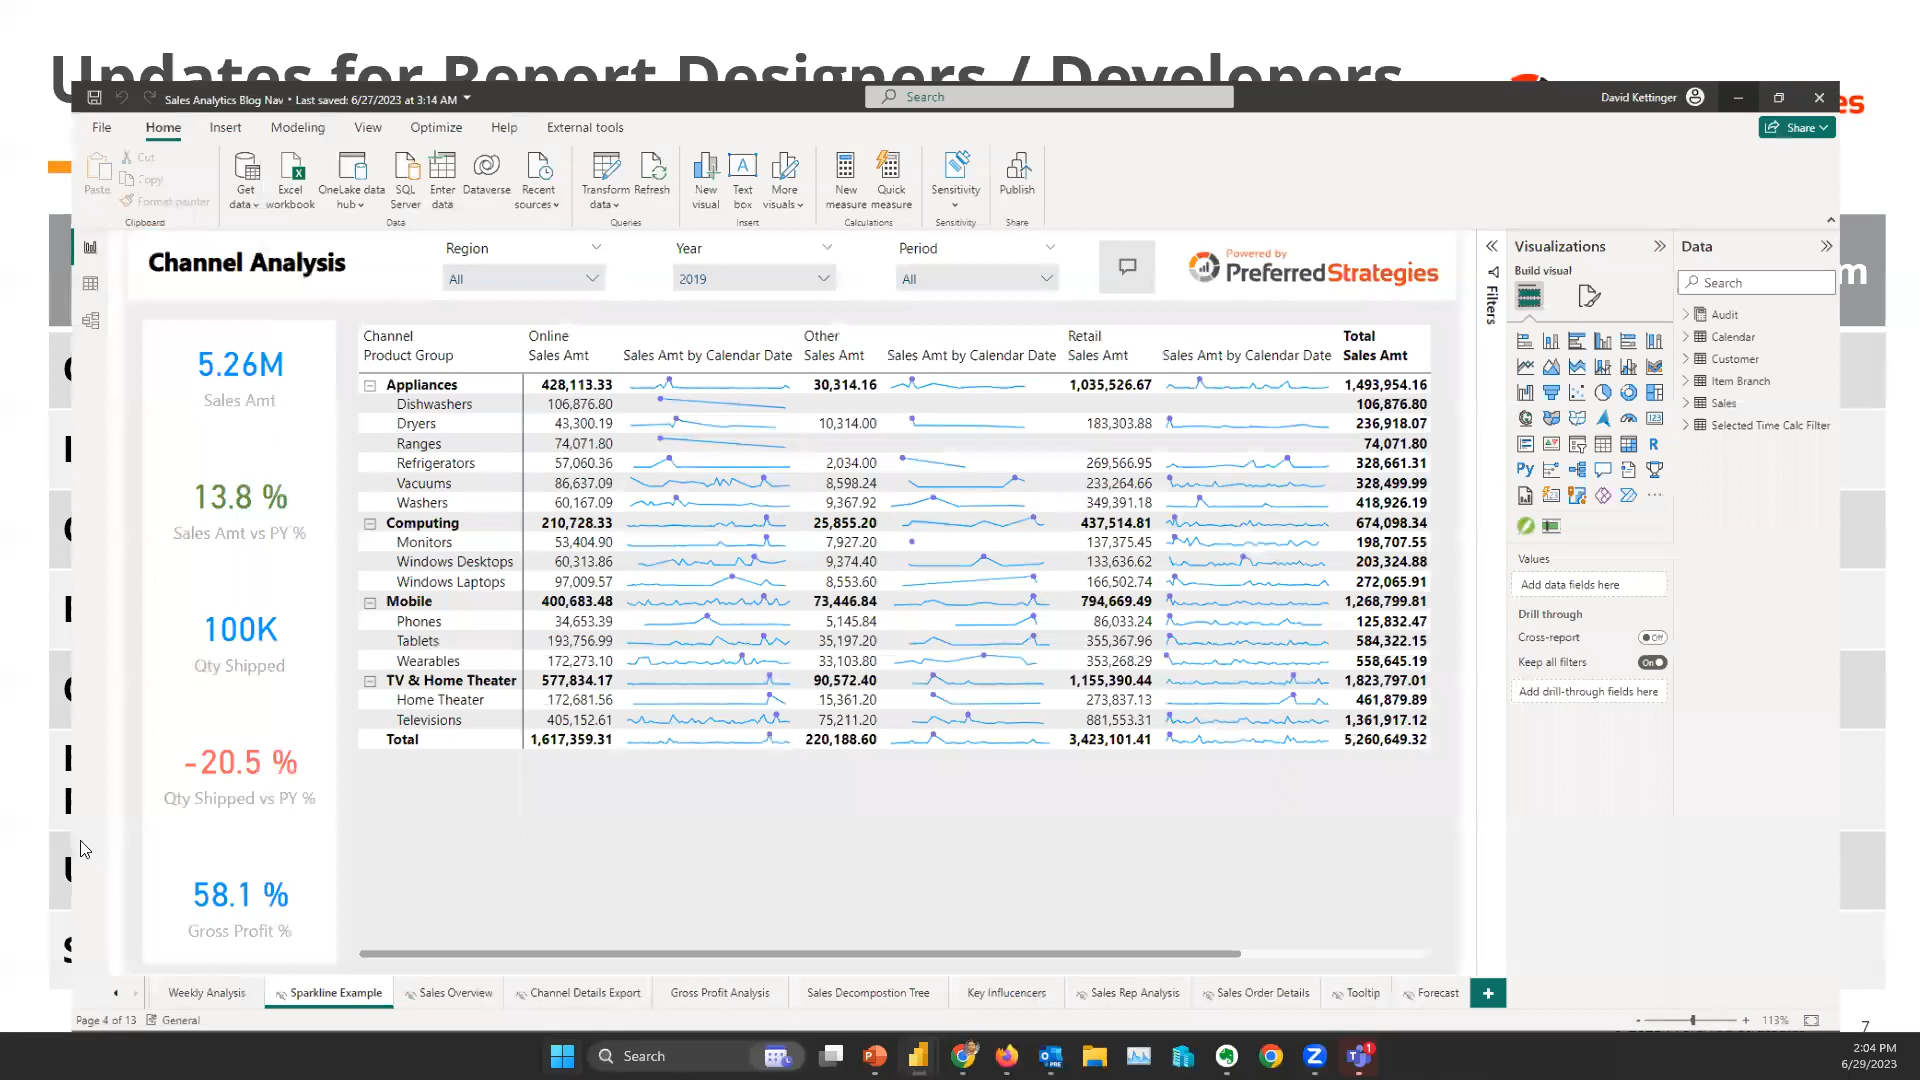 Updates for Report Designers / Developers
Sales Analytics Blog Nav • Last saved: 6/27/2023 at 3:14 AM
Search
David Kettinger
es
File Home Insert Modeling View Optimize Help External tools
Share
Paste
Cut
Copy
Format painter
Get data
Excel workbook
OneLake data hub
SQL Server
Enter data
Dataverse
Recent sources
Transform data
Refresh
New visual
Text box
More visuals
New measure
Quick measure
Sensitivity
Publish
Clipboard Data Queries Insert Calculations Sensitivity Share
Channel Analysis
Region
All
Year
2019
Period
All
Powered by
PreferredStrategies
5.26M
Sales Amt
13.8 %
Sales Amt vs PY %
100K
Qty Shipped
-20.5 %
Qty Shipped vs PY %
58.1 %
Gross Profit %
Channel Online Other Retail Total
Product Group Sales Amt Sales Amt by Calendar Date Sales Amt Sales Amt by Calendar Date Sales Amt Sales Amt by Calendar Date Sales Amt
Appliances 428,113.33 30,314.16 1,035,526.67 1,493,954.16
Dishwashers 106,876.80 106,876.80
Dryers 43,300.19 10,314.00 183,303.88 236,918.07
Ranges 74,071.80 74,071.80
Refrigerators 57,060.36 2,034.00 269,566.95 328,661.31
Vacuums 86,637.09 8,598.24 233,264.66 328,499.99
Washers 60,167.09 9,367.92 349,391.18 418,926.19
Computing 210,728.33 25,855.20 437,514.81 674,098.34
Monitors 53,404.90 7,927.20 137,375.45 198,707.55
Windows Desktops 60,313.86 9,374.40 133,636.62 203,324.88
Windows Laptops 97,009.57 8,553.60 166,502.74 272,065.91
Mobile 400,683.48 73,446.84 794,669.49 1,268,799.81
Phones 34,653.39 5,145.84 86,033.24 125,832.47
Tablets 193,756.99 35,197.20 355,367.96 584,322.15
Wearables 172,273.10 33,103.80 353,268.29 558,645.19
TV & Home Theater 577,834.17 90,572.40 1,155,390.44 1,823,797.01
Home Theater 172,681.56 15,361.20 273,837.13 461,879.89
Televisions 405,152.61 75,211.20 881,553.31 1,361,917.12
Total 1,617,359.31 220,188.60 3,423,101.41 5,260,649.32
Filters
Visualizations
Build visual
Values
Add data fields here
Drill through
Cross-report Off
Keep all filters On
Add drill-through fields here
Data
Search
Audit
Calendar
Customer
Item Branch
Sales
Selected Time Calc Filter
m
Weekly Analysis Sparkline Example Sales Overview Channel Details Export Gross Profit Analysis Sales Decompostion Tree Key Influcencers Sales Rep Analysis Sales Order Details Tooltip Forecast
Page 4 of 13 General
113%
7
Search
2:04 PM
6/29/2023